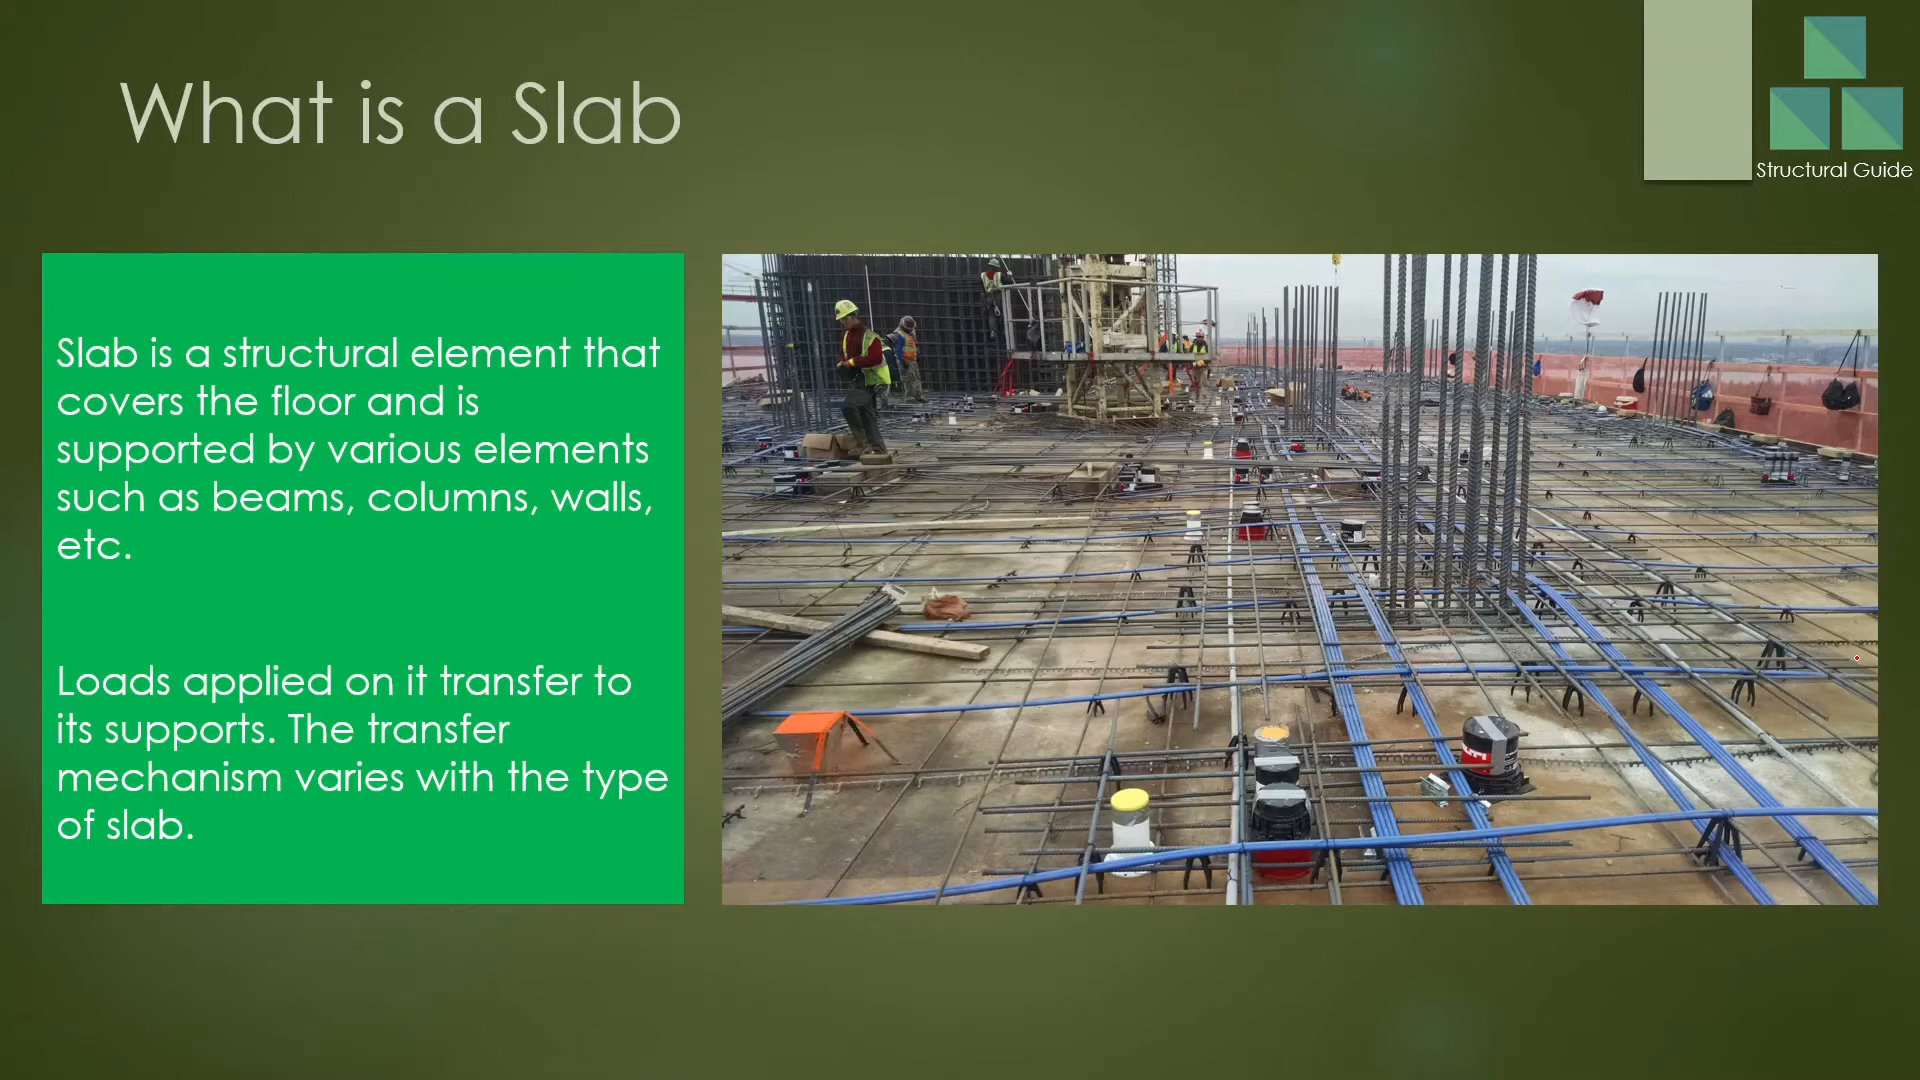 What is a Slab
Structural Guide
Slab is a structural element that
covers the floor and is
supported by various elements
such as beams, columns, walls,
etc.
Loads applied on it transfer to
its supports. The transfer
mechanism varies with the type
of slab.